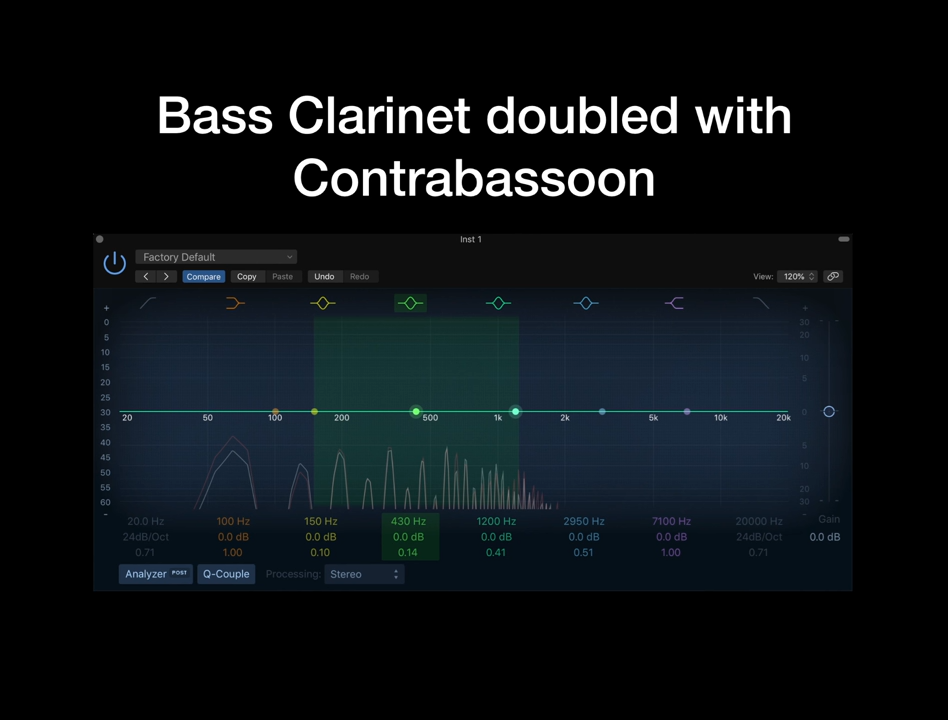 Bass Clarinet doubled with
Contrabassoon
Inst 1
Factory Default
Compare Copy Paste Undo Redo View: 120%
+ +
0 30
20
5
10 10
15 5
20
25
30 20 50 100 200 500 1k 2k 5k 10k 20k 0
35
40 5
45 10
50
55 20
60 30
- -
20.0 Hz 100 Hz 150 Hz 430 Hz 1200 Hz 2950 Hz 7100 Hz 20000 Hz Gain
24dB/Oct 0.0 dB 0.0 dB 0.0 dB 0.0 dB 0.0 dB 0.0 dB 24dB/Oct 0.0 dB
0.71 1.00 0.10 0.14 0.41 0.51 1.00 0.71
Analyzer POST Q-Couple Processing: Stereo